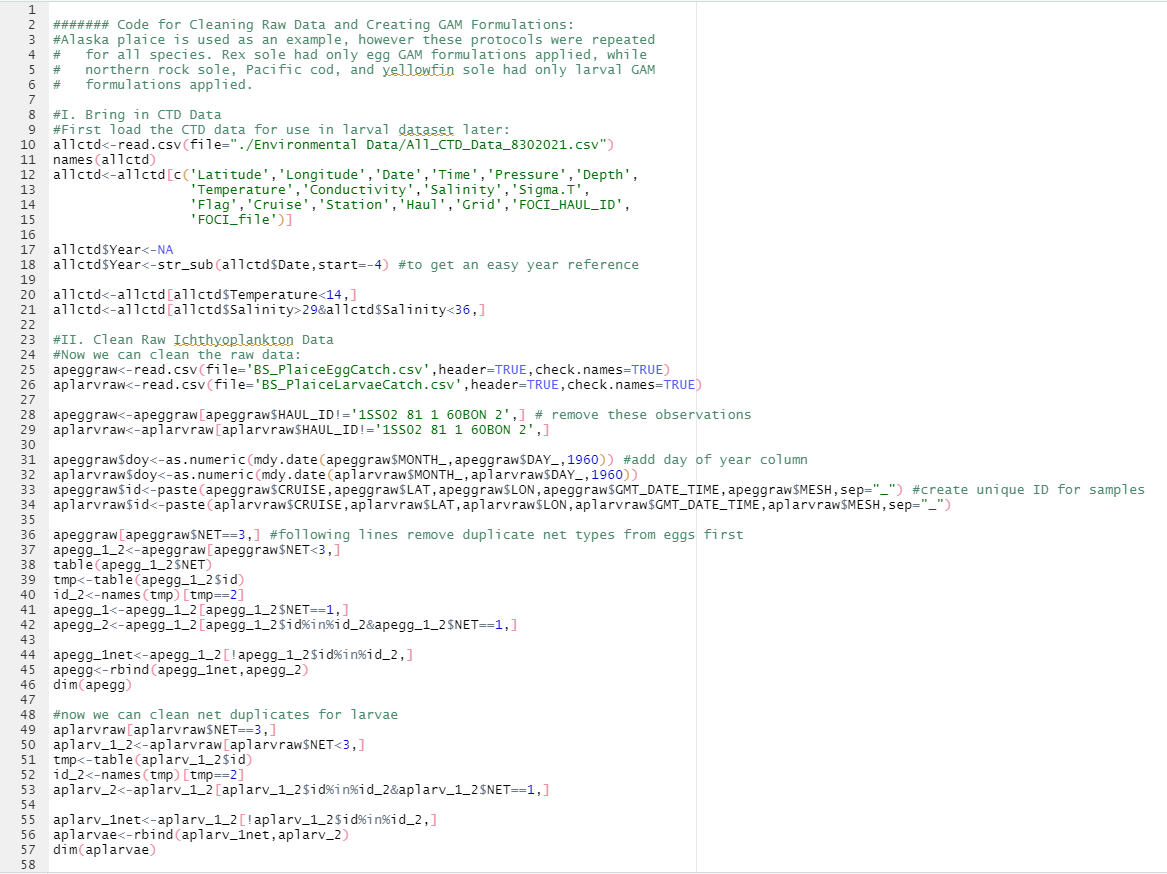 1
2 ####### Code for Cleaning Raw Data and Creating GAM Formulations:
3 #Alaska plaice is used as an example, however these protocols were repeated
4 #   for all species. Rex sole had only egg GAM formulations applied, while
5 #   northern rock sole, Pacific cod, and yellowfin sole had only larval GAM
6 #   formulations applied.
7
8 #I. Bring in CTD Data
9 #First load the CTD data for use in larval dataset later:
10 allctd<-read.csv(file="./Environmental Data/All_CTD_Data_8302021.csv")
11 names(allctd)
12 allctd<-allctd[c('Latitude','Longitude','Date','Time','Pressure','Depth',
13                  'Temperature','Conductivity','Salinity','Sigma.T',
14                  'Flag','Cruise','Station','Haul','Grid','FOCI_HAUL_ID',
15                  'FOCI_file')]
16
17 allctd$Year<-NA
18 allctd$Year<-str_sub(allctd$Date,start=-4) #to get an easy year reference
19
20 allctd<-allctd[allctd$Temperature<14,]
21 allctd<-allctd[allctd$Salinity>29&allctd$Salinity<36,]
22
23 #II. Clean Raw Ichthyoplankton Data
24 #Now we can clean the raw data:
25 apeggraw<-read.csv(file='BS_PlaiceEggCatch.csv',header=TRUE,check.names=TRUE)
26 aplarvraw<-read.csv(file='BS_PlaiceLarvaeCatch.csv',header=TRUE,check.names=TRUE)
27
28 apeggraw<-apeggraw[apeggraw$HAUL_ID!='1SS02 81 1 60BON 2',] # remove these observations
29 aplarvraw<-aplarvraw[aplarvraw$HAUL_ID!='1SS02 81 1 60BON 2',]
30
31 apeggraw$doy<-as.numeric(mdy.date(apeggraw$MONTH_,apeggraw$DAY_,1960)) #add day of year column
32 aplarvraw$doy<-as.numeric(mdy.date(aplarvraw$MONTH_,aplarvraw$DAY_,1960))
33 apeggraw$id<-paste(apeggraw$CRUISE,apeggraw$LAT,apeggraw$LON,apeggraw$GMT_DATE_TIME,apeggraw$MESH,sep="_") #create unique ID for samples
34 aplarvraw$id<-paste(aplarvraw$CRUISE,aplarvraw$LAT,aplarvraw$LON,aplarvraw$GMT_DATE_TIME,aplarvraw$MESH,sep="_")
35
36 apeggraw[apeggraw$NET==3,] #following lines remove duplicate net types from eggs first
37 apegg_1_2<-apeggraw[apeggraw$NET<3,]
38 table(apegg_1_2$NET)
39 tmp<-table(apegg_1_2$id)
40 id_2<-names(tmp)[tmp==2]
41 apegg_1<-apegg_1_2[apegg_1_2$NET==1,]
42 apegg_2<-apegg_1_2[apegg_1_2$id%in%id_2&apegg_1_2$NET==1,]
43
44 apegg_1net<-apegg_1_2[!apegg_1_2$id%in%id_2,]
45 apegg<-rbind(apegg_1net,apegg_2)
46 dim(apegg)
47
48 #now we can clean net duplicates for larvae
49 aplarvraw[aplarvraw$NET==3,]
50 aplarv_1_2<-aplarvraw[aplarvraw$NET<3,]
51 tmp<-table(aplarv_1_2$id)
52 id_2<-names(tmp)[tmp==2]
53 aplarv_2<-aplarv_1_2[aplarv_1_2$id%in%id_2&aplarv_1_2$NET==1,]
54
55 aplarv_1net<-aplarv_1_2[!aplarv_1_2$id%in%id_2,]
56 aplarvae<-rbind(aplarv_1net,aplarv_2)
57 dim(aplarvae)
58